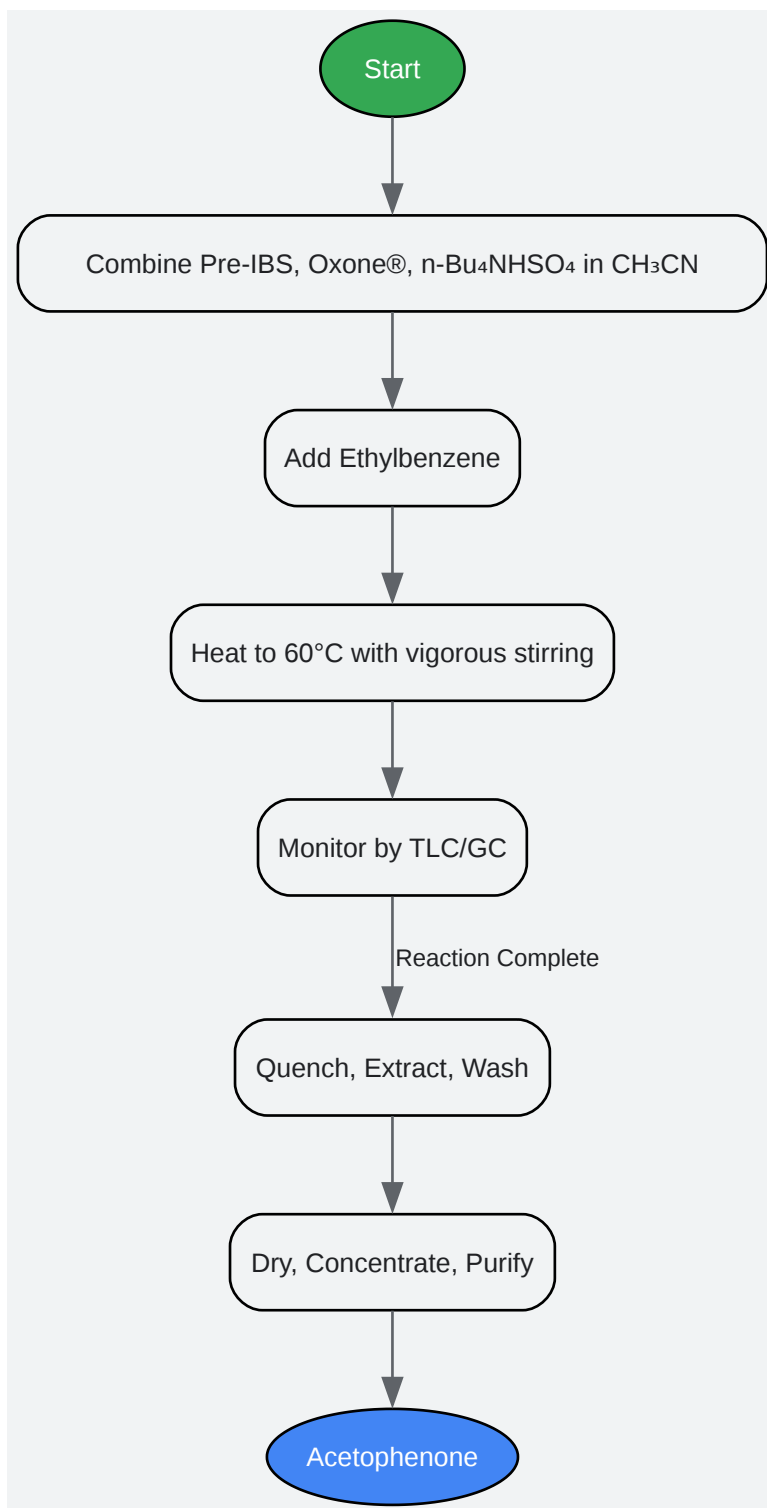 Start
Combine Pre-IBS, Oxone®, n-Bu₄NHSO₄ in CH₃CN
Add Ethylbenzene
Heat to 60°C with vigorous stirring
Monitor by TLC/GC
Reaction Complete
Quench, Extract, Wash
Dry, Concentrate, Purify
Acetophenone